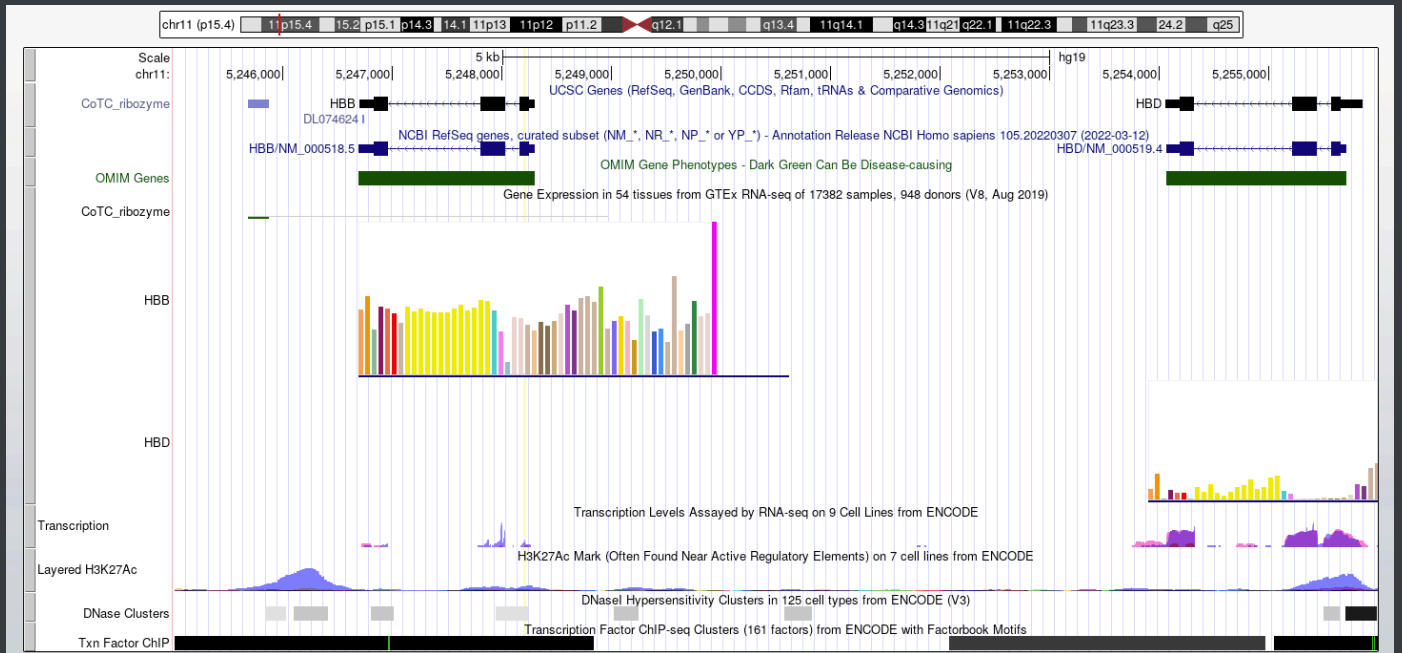 chr11 (p15.4) 11p15.4 15.2 p15.1 p14.3 14.1 11p13 11p12 p11.2 q12.1 q13.4 11q14.1 q14.3 11q21 q22.1 11q22.3 11q23.3 24.2 q25
Scale 5 kb hg19
chr11: 5,246,000 5,247,000 5,248,000 5,249,000 5,250,000 5,251,000 5,252,000 5,253,000 5,254,000 5,255,000
UCSC Genes (RefSeq, GenBank, CCDS, Rfam, tRNAs & Comparative Genomics)
CoTC_ribozyme HBB HBD
DL074624
NCBI RefSeq genes, curated subset (NM_*, NR_*, NP_* or YP_*) - Annotation Release NCBI Homo sapiens 105.20220307 (2022-03-12)
HBB/NM_000518.5 HBD/NM_000519.4
OMIM Gene Phenotypes - Dark Green Can Be Disease-causing
OMIM Genes
Gene Expression in 54 tissues from GTEx RNA-seq of 17382 samples, 948 donors (V8, Aug 2019)
CoTC_ribozyme
HBB
HBD
Transcription Levels Assayed by RNA-seq on 9 Cell Lines from ENCODE
Transcription
H3K27Ac Mark (Often Found Near Active Regulatory Elements) on 7 cell lines from ENCODE
Layered H3K27Ac
DNaseI Hypersensitivity Clusters in 125 cell types from ENCODE (V3)
DNase Clusters
Transcription Factor ChIP-seq Clusters (161 factors) from ENCODE with Factorbook Motifs
Txn Factor ChIP